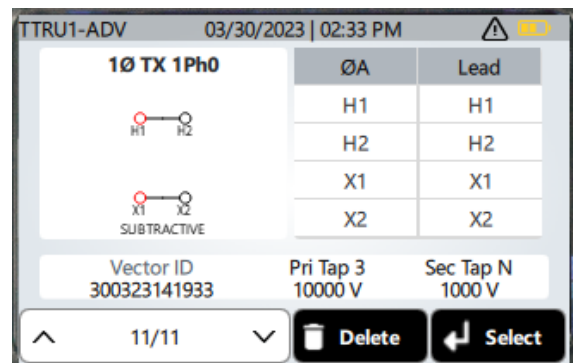 TTRU1-ADV 03/30/2023 | 02:33 PM
1Ø TX 1Ph0
H1 H2
X1 X2
SUBTRACTIVE
ØA Lead
H1 H1
H2 H2
X1 X1
X2 X2
Vector ID Pri Tap 3 Sec Tap N
300323141933 10000 V 1000 V
11/11 Delete Select